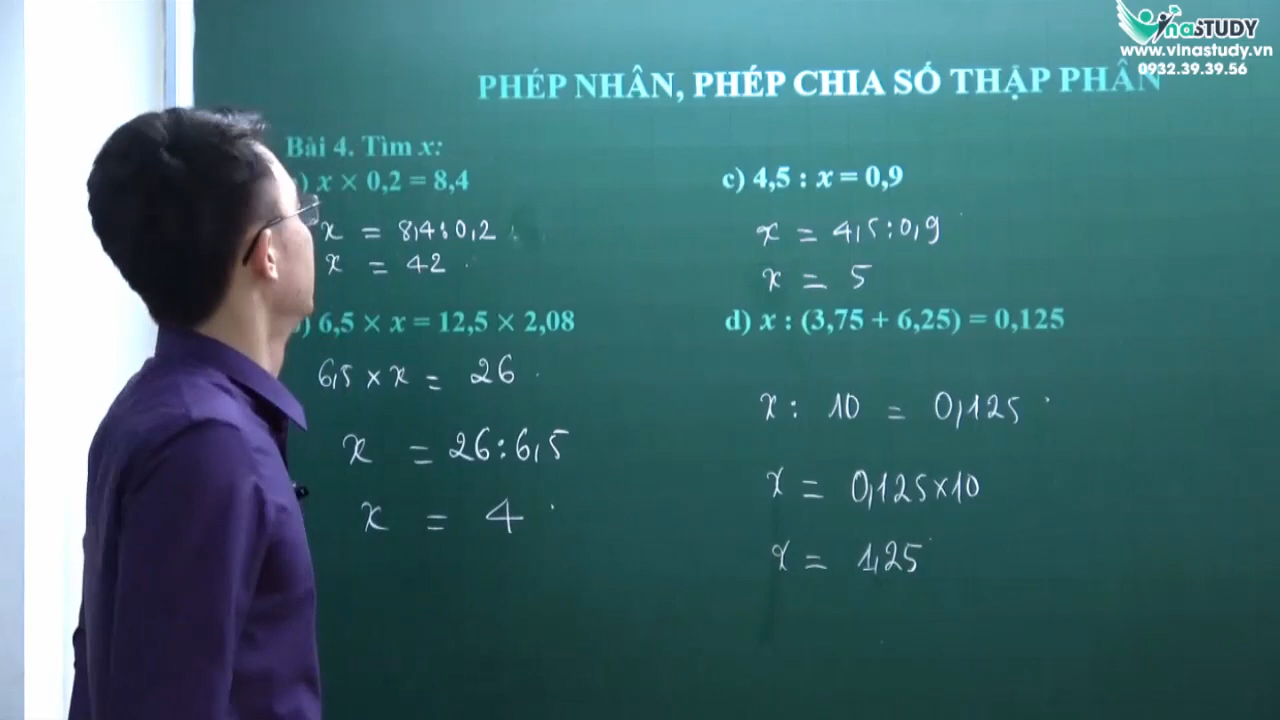 VinaSTUDY
www.vinastudy.vn
0932.39.39.56
PHÉP NHÂN, PHÉP CHIA SỐ THẬP PHÂN
Bài 4. Tìm x:
) x × 0,2 = 8,4
x = 8,4 : 0,2
x = 42
) 6,5 × x = 12,5 × 2,08
6,5 × x = 26
x = 26 : 6,5
x = 4
c) 4,5 : x = 0,9
x = 4,5 : 0,9
x = 5
d) x : (3,75 + 6,25) = 0,125
x : 10 = 0,125
x = 0,125 × 10
x = 1,25